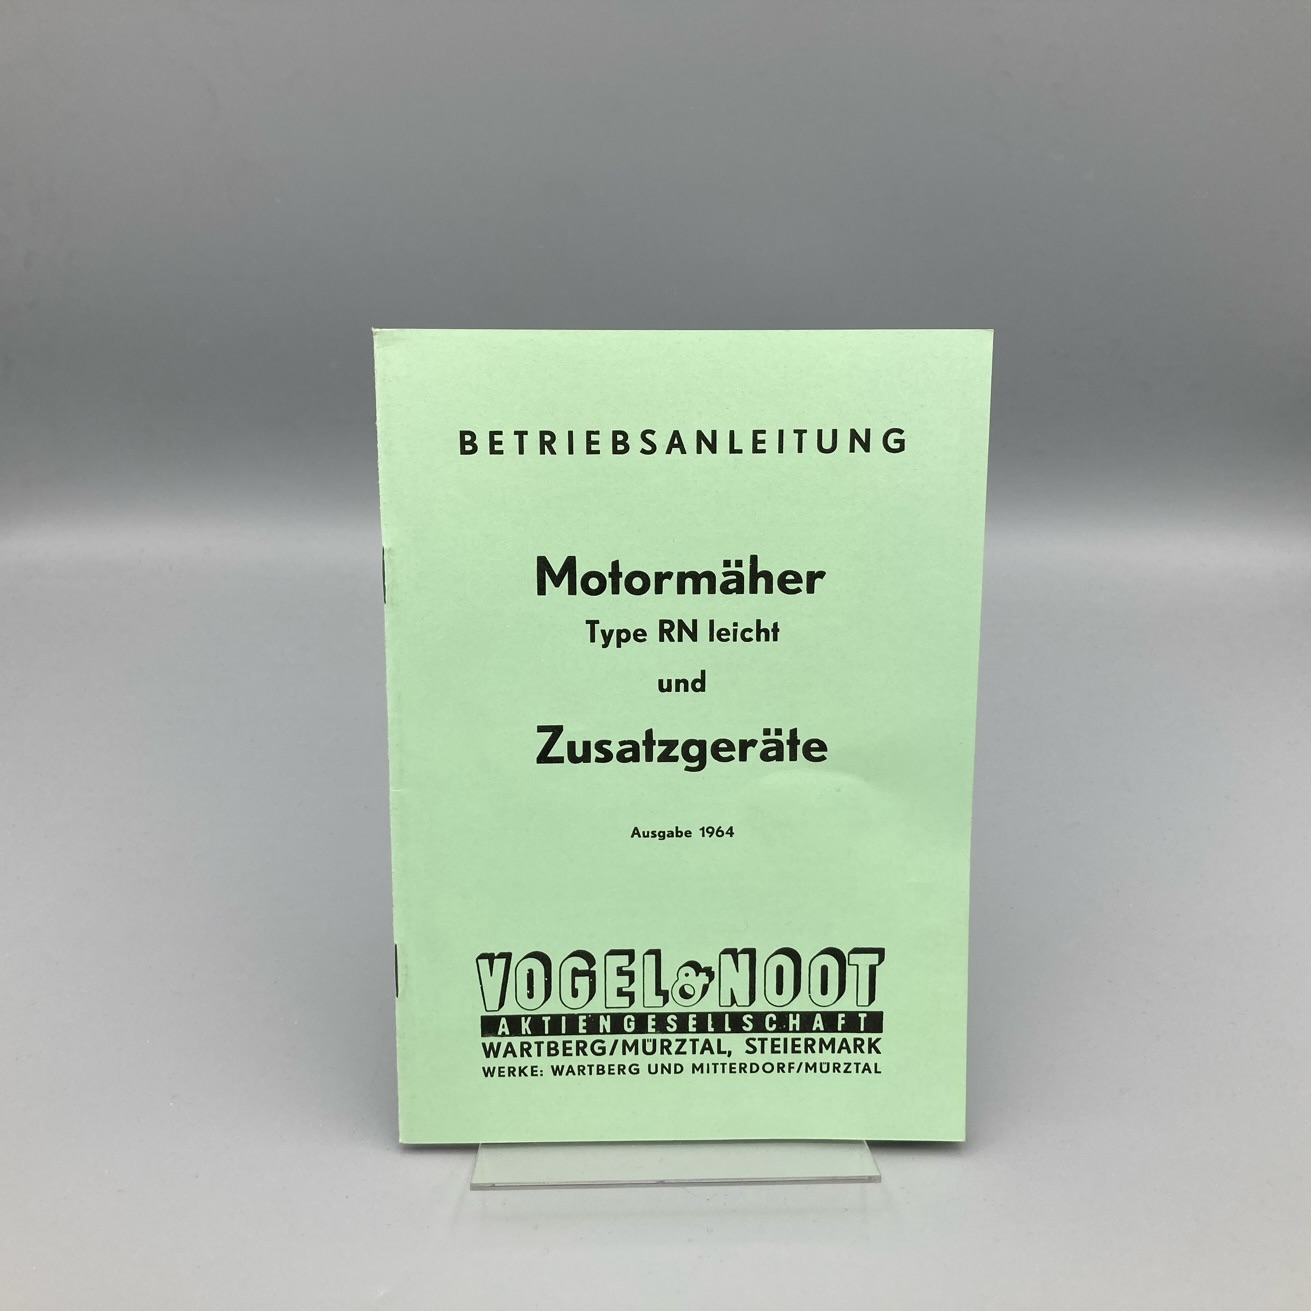 BETRIEBSANLEITUNG
Motormäher
Type RN leicht
und
Zusatzgeräte
Ausgabe 1964
VOGEL & NOOT
AKTIENGESELLSCHAFT
WARTBERG/MÜRZTAL, STEIERMARK
WERKE: WARTBERG UND MITTERDORF/MÜRZTAL